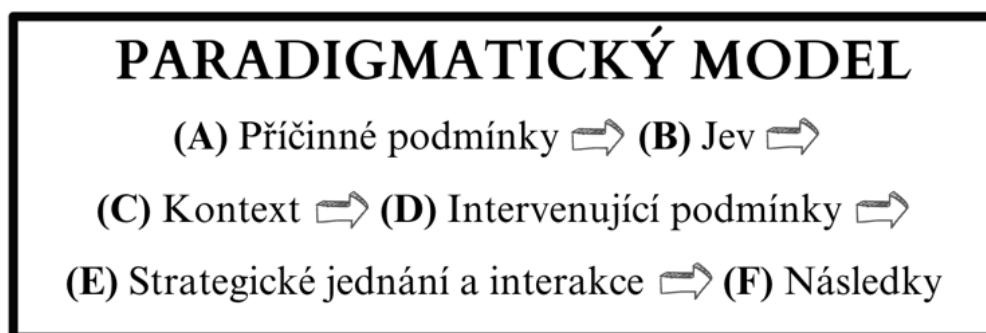 PARADIGMATICKÝ MODEL
(A) Příčinné podmínky ⇨ (B) Jev ⇨
(C) Kontext ⇨ (D) Intervenující podmínky ⇨
(E) Strategické jednání a interakce ⇨ (F) Následky